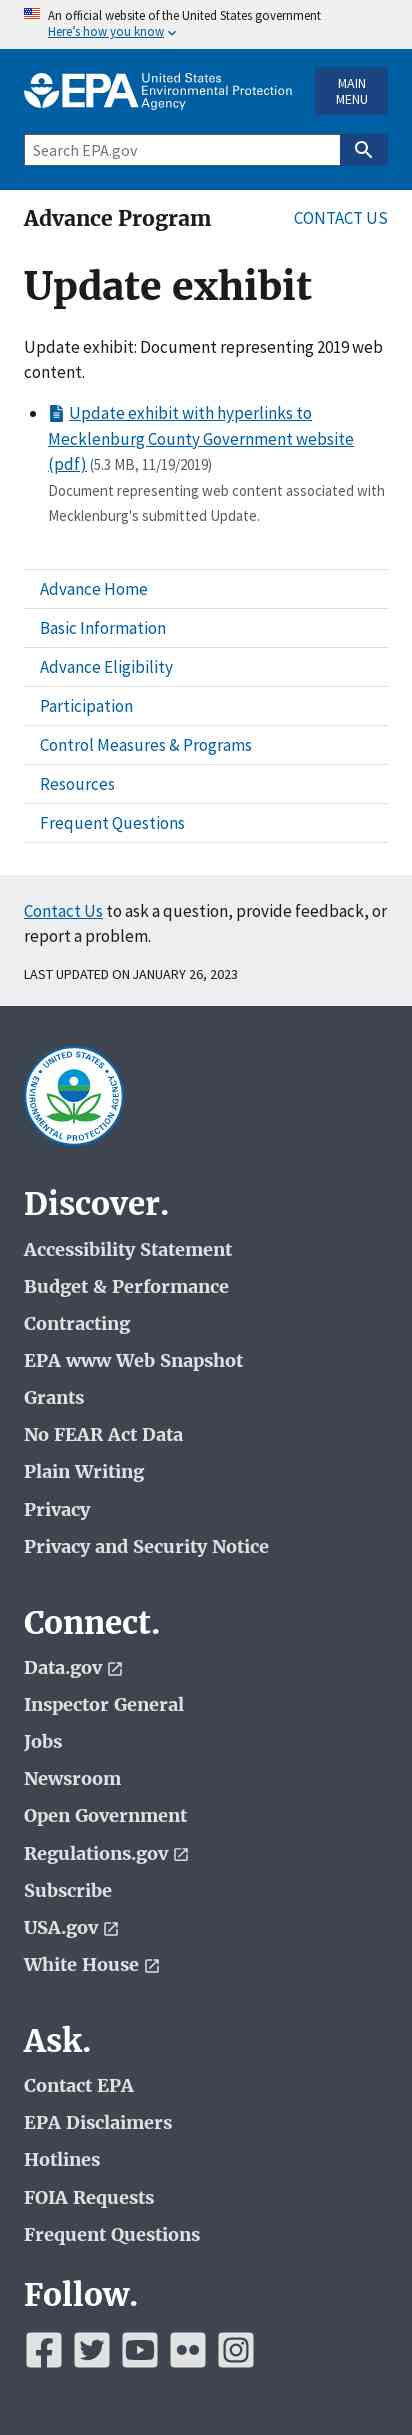 An official website of the United States government
Here's how you know
EPA United States
Environmental Protection
Agency
MAIN
MENU
Search EPA.gov
Advance Program
CONTACT US
Update exhibit
Update exhibit: Document representing 2019 web
content.
Update exhibit with hyperlinks to
Mecklenburg County Government website
(pdf) (5.3 MB, 11/19/2019)
Document representing web content associated with
Mecklenburg's submitted Update.
Advance Home
Basic Information
Advance Eligibility
Participation
Control Measures & Programs
Resources
Frequent Questions
Contact Us to ask a question, provide feedback, or
report a problem.
LAST UPDATED ON JANUARY 26, 2023
UNITED STATES
ENVIRONMENTAL PROTECTION AGENCY
Discover.
Accessibility Statement
Budget & Performance
Contracting
EPA www Web Snapshot
Grants
No FEAR Act Data
Plain Writing
Privacy
Privacy and Security Notice
Connect.
Data.gov
Inspector General
Jobs
Newsroom
Open Government
Regulations.gov
Subscribe
USA.gov
White House
Ask.
Contact EPA
EPA Disclaimers
Hotlines
FOIA Requests
Frequent Questions
Follow.